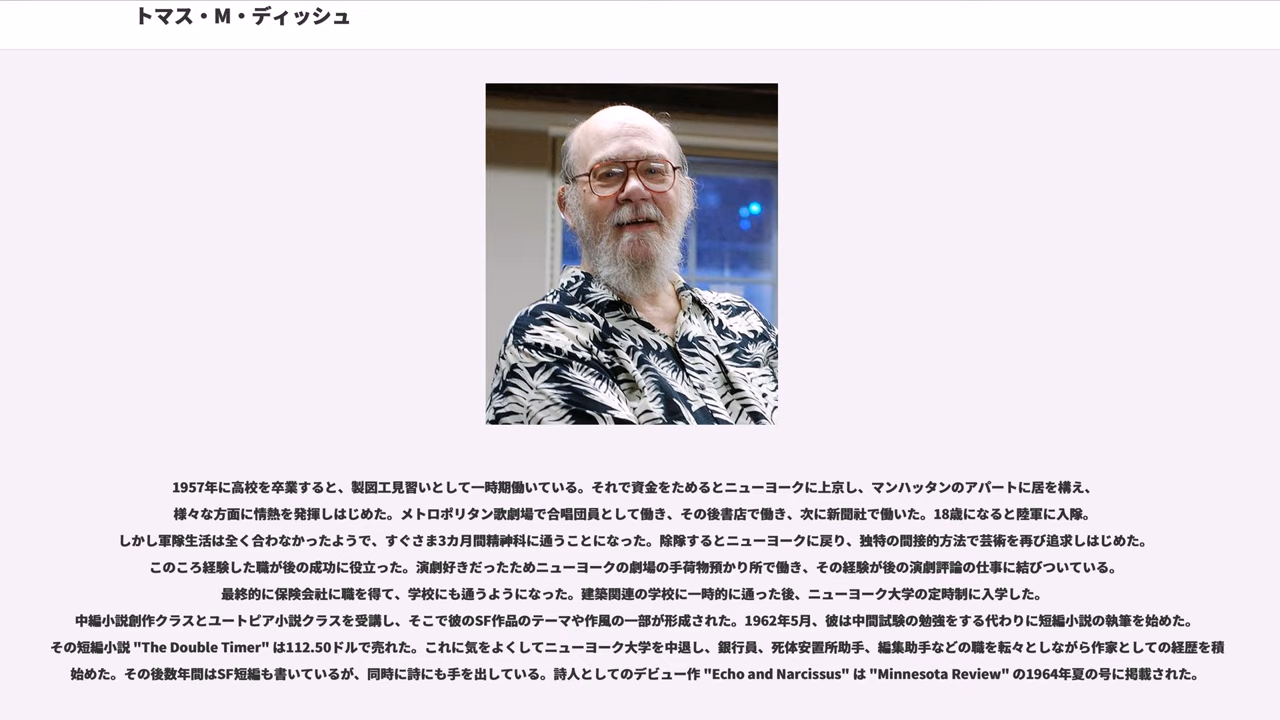 トマス・M・ディッシュ
1957年に高校を卒業すると、製図工見習いとして一時期働いている。それで資金をためるとニューヨークに上京し、マンハッタンのアパートに居を構え、
様々な方面に情熱を発揮しはじめた。メトロポリタン歌劇場で合唱団員として働き、その後書店で働き、次に新聞社で働いた。18歳になると陸軍に入隊。
しかし軍隊生活は全く合わなかったようで、すぐさま3カ月間精神科に通うことになった。除隊するとニューヨークに戻り、独特の間接的方法で芸術を再び追求しはじめた。
このころ経験した職が後の成功に役立った。演劇好きだったためニューヨークの劇場の手荷物預かり所で働き、その経験が後の演劇評論の仕事に結びついている。
最終的に保険会社に職を得て、学校にも通うようになった。建築関連の学校に一時的に通った後、ニューヨーク大学の定時制に入学した。
中編小説創作クラスとユートピア小説クラスを受講し、そこで彼のSF作品のテーマや作風の一部が形成された。1962年5月、彼は中間試験の勉強をする代わりに短編小説の執筆を始めた。
その短編小説 "The Double Timer" は112.50ドルで売れた。これに気をよくしてニューヨーク大学を中退し、銀行員、死体安置所助手、編集助手などの職を転々としながら作家としての経歴を積
始めた。その後数年間はSF短編も書いているが、同時に詩にも手を出している。詩人としてのデビュー作 "Echo and Narcissus" は "Minnesota Review" の1964年夏の号に掲載された。